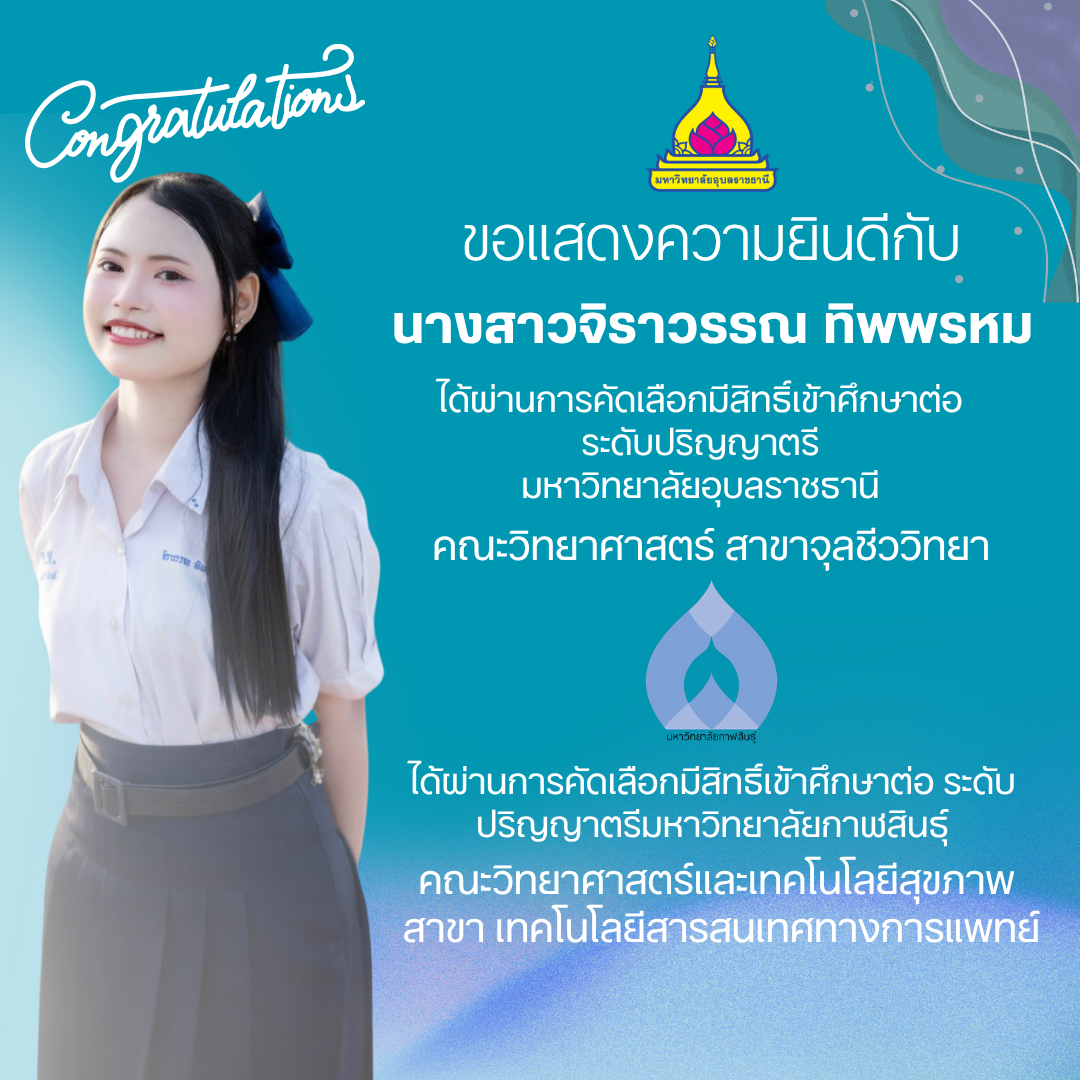 Congratulations
มหาวิทยาลัยอุบลราชธานี
ขอแสดงความยินดีกับ
นางสาวจิราวรรณ ทิพพรหม
ได้ผ่านการคัดเลือกมีสิทธิ์เข้าศึกษาต่อ
ระดับปริญญาตรี
มหาวิทยาลัยอุบลราชธานี
คณะวิทยาศาสตร์ สาขาจุลชีววิทยา
มหาวิทยาลัยกาฬสินธุ์
ได้ผ่านการคัดเลือกมีสิทธิ์เข้าศึกษาต่อ ระดับ
ปริญญาตรีมหาวิทยาลัยกาฬสินธุ์
คณะวิทยาศาสตร์และเทคโนโลยีสุขภาพ
สาขา เทคโนโลยีสารสนเทศทางการแพทย์